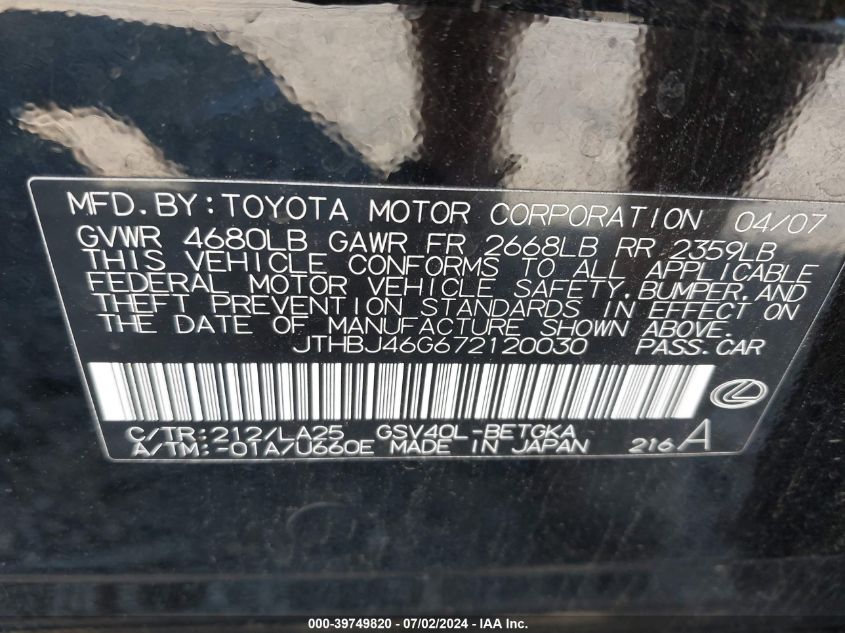 MFD.BY:TOYOTA MOTOR CORPORATION 04/07
GVWR 4680LB GAWR FR 2668LB RR 2359LB
THIS VEHICLE CONFORMS TO ALL APPLICABLE
FEDERAL MOTOR VEHICLE SAFETY,BUMPER,AND
THEFT PREVENTION STANDARDS IN EFFECT ON
THE DATE OF MANUFACTURE SHOWN ABOVE.
JTHBJ46G672120030 PASS.CAR
C/TR:212/LA25 GSV40L-BETGKA
A/TM:-01A/U660E MADE IN JAPAN 216A
000-39749820 - 07/02/2024 - IAA Inc.